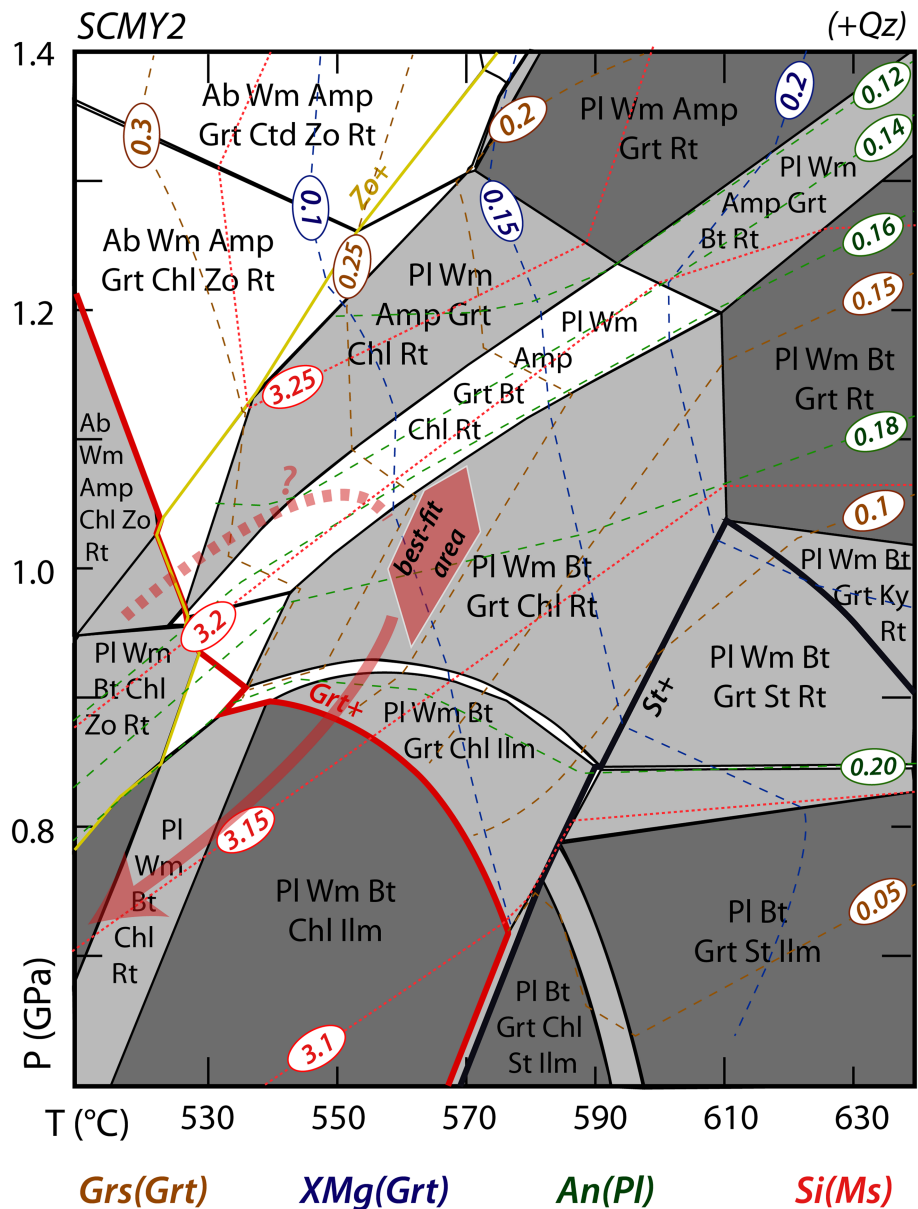 SCMY2
(+Qz)
1.4
1.2
1.0
0.8
P (GPa)
T (°C)
530
550
570
590
610
630
Ab Wm Amp
Grt Ctd Zo Rt
Pl Wm Amp
Grt Rt
Pl Wm
Amp Grt
Bt Rt
Ab Wm Amp
Grt Chl Zo Rt
Pl Wm
Amp Grt
Chl Rt
Pl Wm
Amp
Grt Bt
Chl Rt
Pl Wm Bt
Grt Rt
Ab
Wm
Amp
Chl Zo
Rt
Pl Wm Bt
Grt Chl Rt
Pl Wm Bt
Grt Ky
Rt
Pl Wm
Bt Chl
Zo Rt
Pl Wm Bt
Grt St Rt
Pl Wm Bt
Grt Chl Ilm
Pl
Wm
Bt
Chl
Rt
Pl Wm Bt
Chl Ilm
Pl Bt
Grt St Ilm
Pl Bt
Grt Chl
St Ilm
Zo+
Grt+
St+
?
best-fit
area
0.3
0.1
0.25
0.2
0.15
0.2
0.12
0.14
0.16
0.15
0.18
0.1
0.20
0.05
3.25
3.2
3.15
3.1
Grs(Grt)
XMg(Grt)
An(Pl)
Si(Ms)